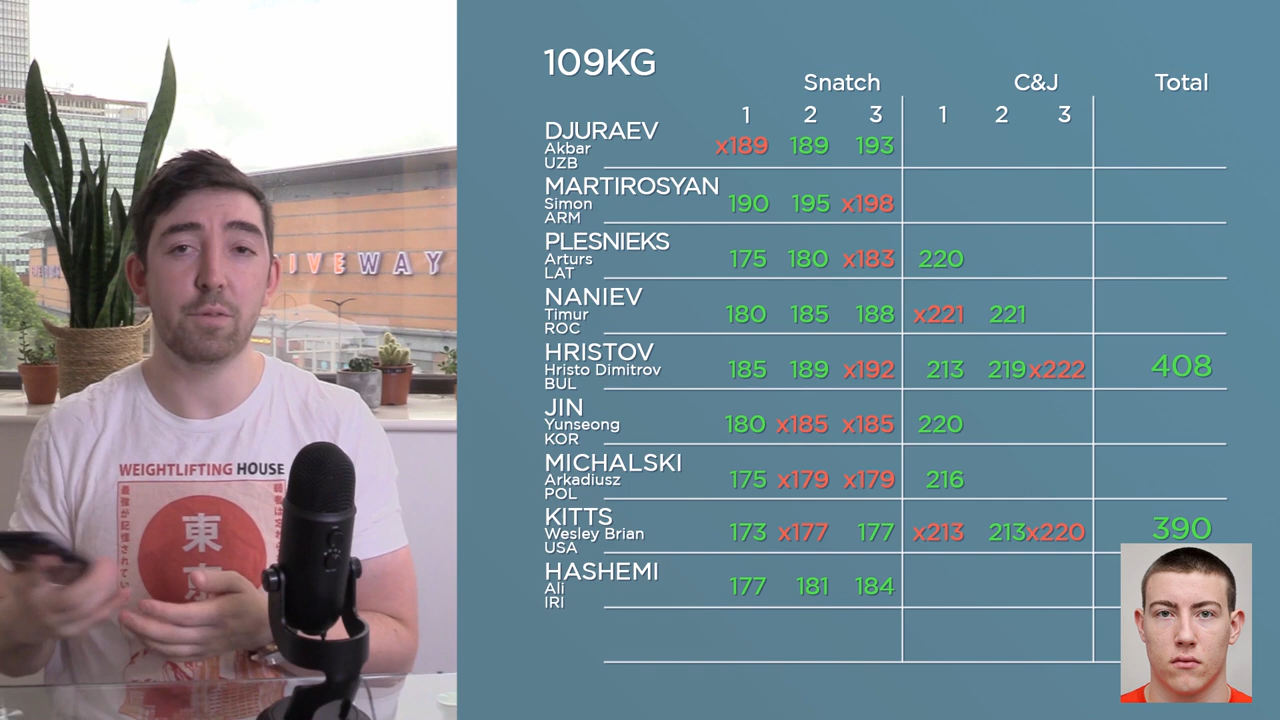 109KG
Snatch C&J Total
1 2 3 1 2 3
DJURAEV
Akbar
UZB
x189 189 193
MARTIROSYAN
Simon
ARM
190 195 x198
PLESNIEKS
Arturs
LAT
175 180 x183 220
NANIEV
Timur
ROC
180 185 188 x221 221
HRISTOV
Hristo Dimitrov
BUL
185 189 x192 213 219 x222 408
JIN
Yunseong
KOR
180 x185 x185 220
MICHALSKI
Arkadiusz
POL
175 x179 x179 216
KITTS
Wesley Brian
USA
173 x177 177 x213 213 x220 390
HASHEMI
Ali
IRI
177 181 184
IVEWAY
WEIGHTLIFTING HOUSE
東
京